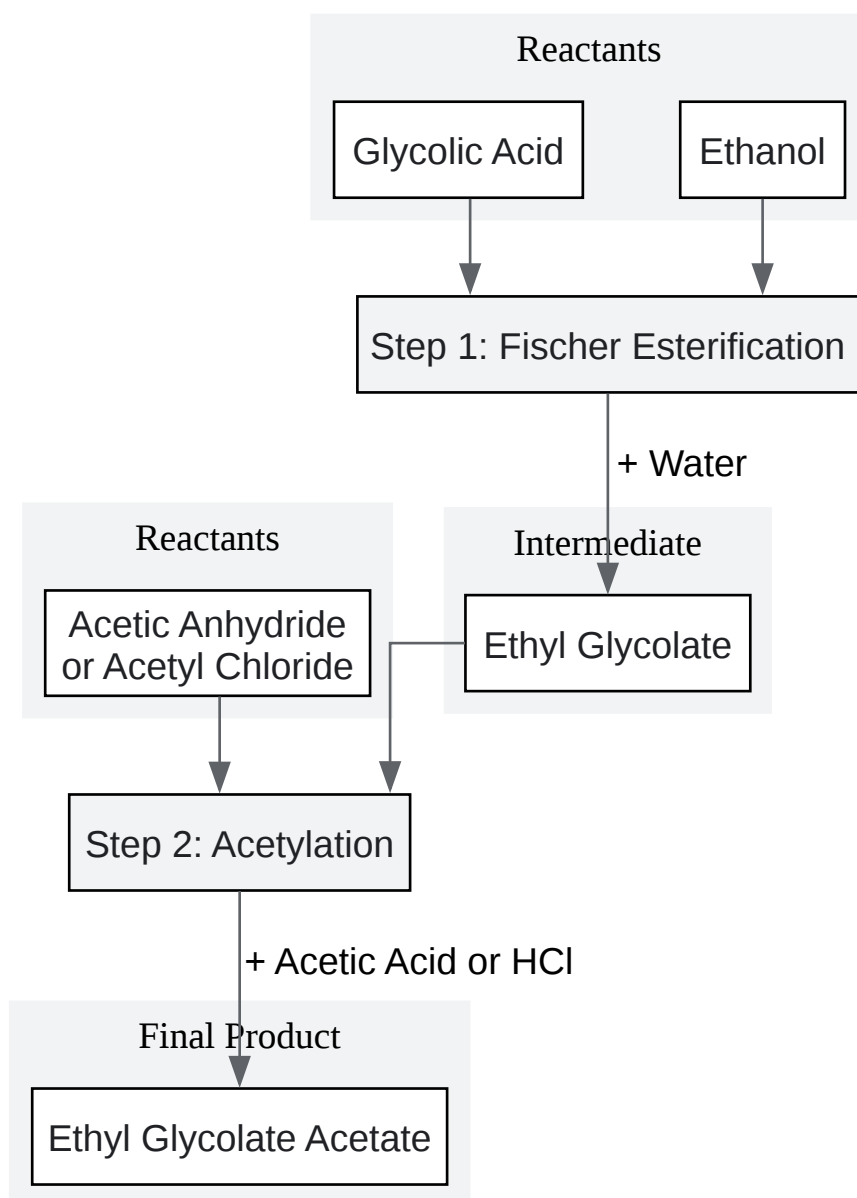 Reactants
Glycolic Acid
Ethanol
Step 1: Fischer Esterification
+ Water
Reactants
Intermediate
Acetic Anhydride
or Acetyl Chloride
Ethyl Glycolate
Step 2: Acetylation
+ Acetic Acid or HCl
Final Product
Ethyl Glycolate Acetate